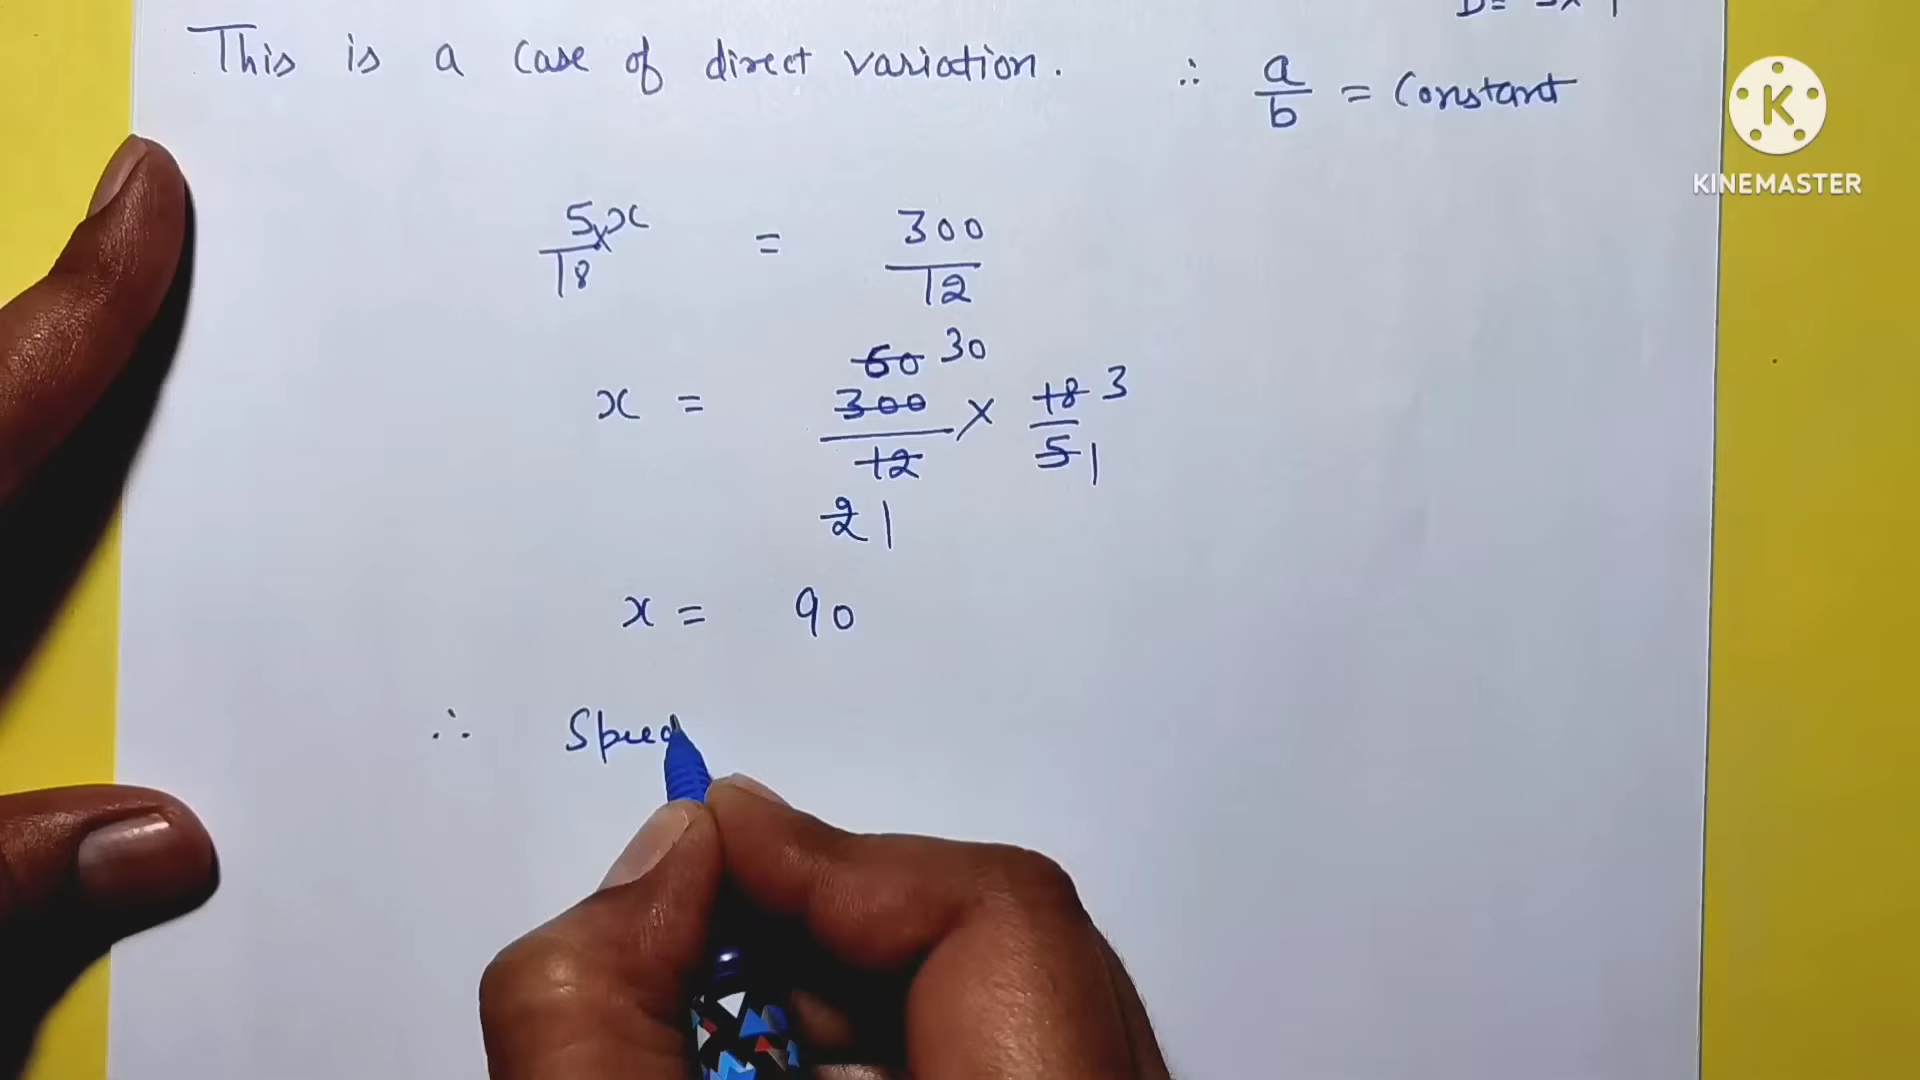 This is a case of direct variation. ∴ a/b = Constant
K
KINEMASTER
5/18 × x = 300/12
60 30
x = 300/12 × 18/5 3
1
2 1
x = 90
∴ Speed